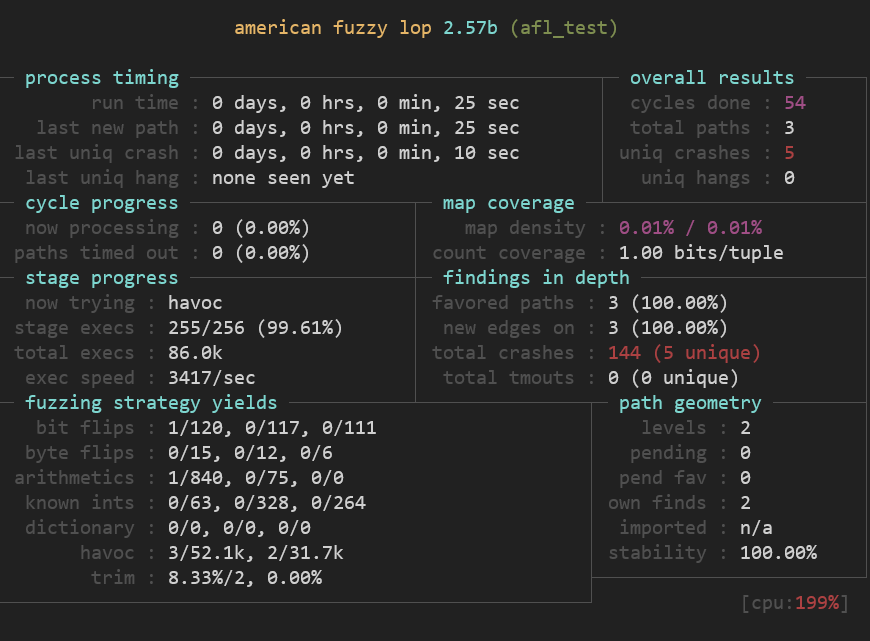 american fuzzy lop 2.57b (afl_test)
process timing overall results
run time : 0 days, 0 hrs, 0 min, 25 sec cycles done : 54
last new path : 0 days, 0 hrs, 0 min, 25 sec total paths : 3
last uniq crash : 0 days, 0 hrs, 0 min, 10 sec uniq crashes : 5
last uniq hang : none seen yet uniq hangs : 0
cycle progress map coverage
now processing : 0 (0.00%) map density : 0.01% / 0.01%
paths timed out : 0 (0.00%) count coverage : 1.00 bits/tuple
stage progress findings in depth
now trying : havoc favored paths : 3 (100.00%)
stage execs : 255/256 (99.61%) new edges on : 3 (100.00%)
total execs : 86.0k total crashes : 144 (5 unique)
exec speed : 3417/sec total tmouts : 0 (0 unique)
fuzzing strategy yields path geometry
bit flips : 1/120, 0/117, 0/111 levels : 2
byte flips : 0/15, 0/12, 0/6 pending : 0
arithmetics : 1/840, 0/75, 0/0 pend fav : 0
known ints : 0/63, 0/328, 0/264 own finds : 2
dictionary : 0/0, 0/0, 0/0 imported : n/a
havoc : 3/52.1k, 2/31.7k stability : 100.00%
trim : 8.33%/2, 0.00%
[cpu:199%]